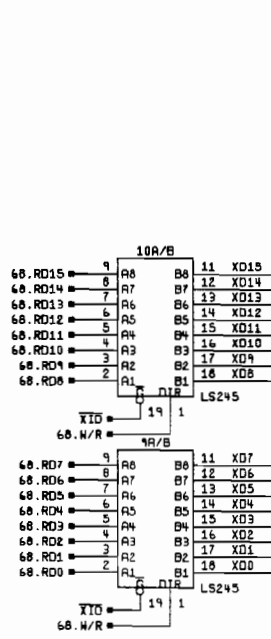 10A/B
68.RD15 9 A8 B8 11 XD15
68.RD14 8 A7 B7 12 XD14
68.RD13 7 A6 B6 13 XD13
68.RD12 6 A5 B5 14 XD12
68.RD11 5 A4 B4 15 XD11
68.RD10 4 A3 B3 16 XD10
68.RD9 3 A2 B2 17 XD9
68.RD8 2 A1 B1 18 XD8
G DIR LS245
XIO 19 1
68.W/R
9A/B
68.RD7 9 A8 B8 11 XD7
68.RD6 8 A7 B7 12 XD6
68.RD5 7 A6 B6 13 XD5
68.RD4 6 A5 B5 14 XD4
68.RD3 5 A4 B4 15 XD3
68.RD2 4 A3 B3 16 XD2
68.RD1 3 A2 B2 17 XD1
68.RD0 2 A1 B1 18 XD0
G DIR LS245
XIO 19 1
68.W/R